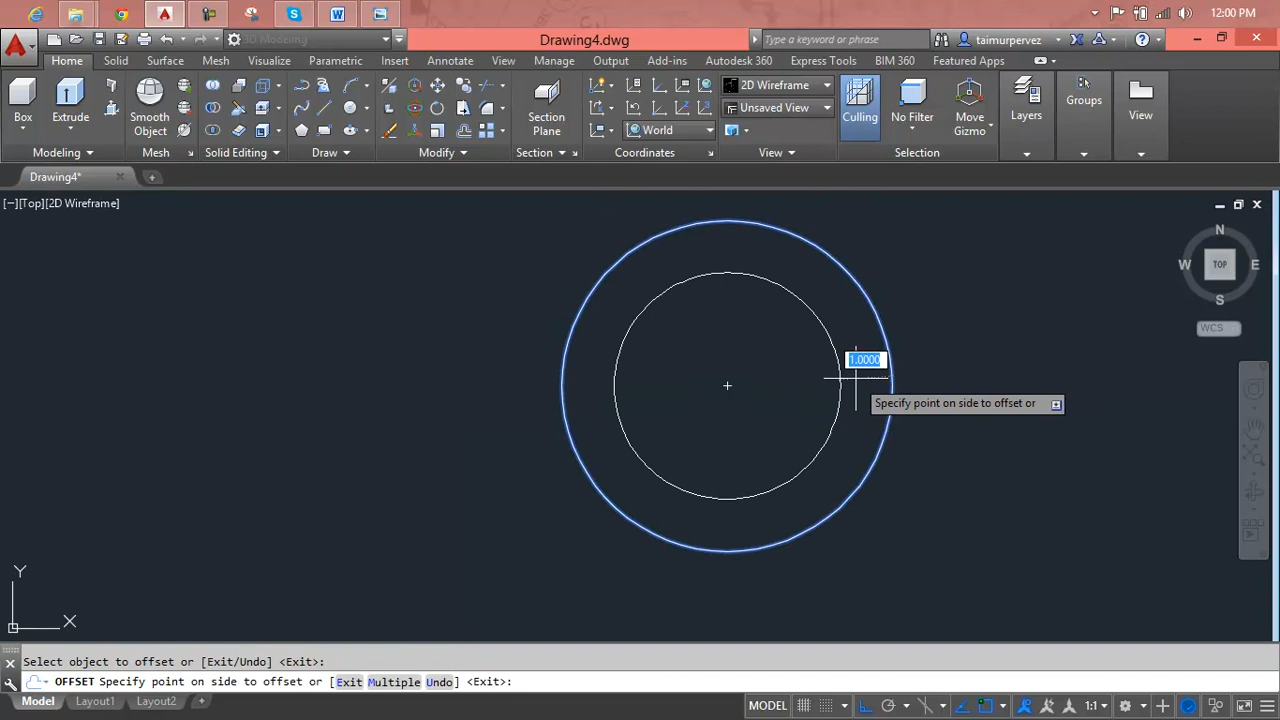 12:00 PM
3D Modeling
Drawing4.dwg
Type a keyword or phrase
taimurpervez
Home Solid Surface Mesh Visualize Parametric Insert Annotate View Manage Output Add-ins Autodesk 360 Express Tools BIM 360 Featured Apps
2D Wireframe
Unsaved View
World
Box
Extrude
Smooth Object
Section Plane
Culling
No Filter
Move Gizmo
Layers
Groups
View
Modeling Mesh Solid Editing Draw Modify Section Coordinates View Selection
Drawing4*
[−][Top][2D Wireframe]
N
W TOP E
S
WCS
1.0000
Specify point on side to offset or
Y
X
Select object to offset or [Exit/Undo] <Exit>:
OFFSET Specify point on side to offset or [Exit Multiple Undo] <Exit>:
Model Layout1 Layout2 +
MODEL
1:1